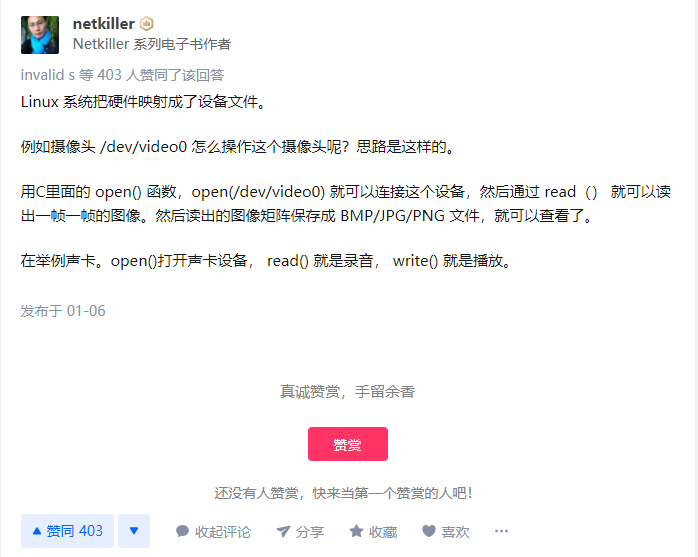 netkiller
Netkiller 系列电子书作者
invalid s 等 403 人赞同了该回答
Linux 系统把硬件映射成了设备文件。
例如摄像头 /dev/video0 怎么操作这个摄像头呢？思路是这样的。
用C里面的 open() 函数，open(/dev/video0) 就可以连接这个设备，然后通过 read（） 就可以读
出一帧一帧的图像。然后读出的图像矩阵保存成 BMP/JPG/PNG 文件，就可以查看了。
在举例声卡。open()打开声卡设备， read() 就是录音， write() 就是播放。
发布于 01-06
真诚赞赏，手留余香
赞赏
还没有人赞赏，快来当第一个赞赏的人吧！
赞同 403 收起评论 分享 收藏 喜欢 ···